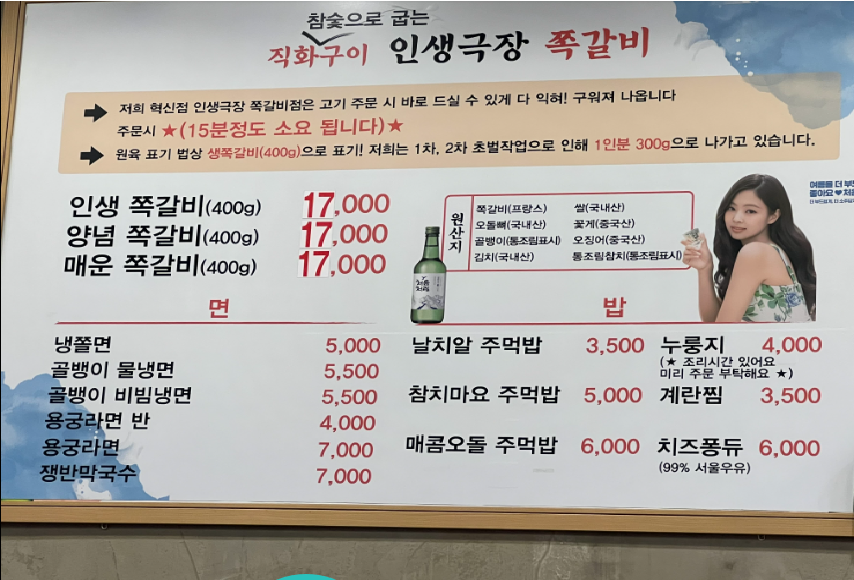 참숯으로 굽는
직화구이 인생극장 쪽갈비
저희 혁신점 인생극장 쪽갈비점은 고기 주문 시 바로 드실 수 있게 다 익혀! 구워져 나옵니다
주문시 ★(15분정도 소요 됩니다)★
원육 표기 법상 생쪽갈비(400g)으로 표기! 저희는 1차, 2차 초벌작업으로 인해 1인분 300g으로 나가고 있습니다.
인생 쪽갈비(400g) 17,000
양념 쪽갈비(400g) 17,000
매운 쪽갈비(400g) 17,000
원산지
쪽갈비(프랑스) 쌀(국내산)
오돌뼈(국내산) 꽃게(중국산)
골뱅이(통조림표시) 오징어(중국산)
김치(국내산) 통조림참치(통조림표시)
처음처럼
면
냉쫄면 5,000
골뱅이 물냉면 5,500
골뱅이 비빔냉면 5,500
용궁라면 반 4,000
용궁라면 7,000
쟁반막국수 7,000
밥
날치알 주먹밥 3,500
참치마요 주먹밥 5,000
매콤오돌 주먹밥 6,000
누룽지 4,000
(★ 조리시간 있어요
미리 주문 부탁해요 ★)
계란찜 3,500
치즈퐁듀 6,000
(99% 서울우유)